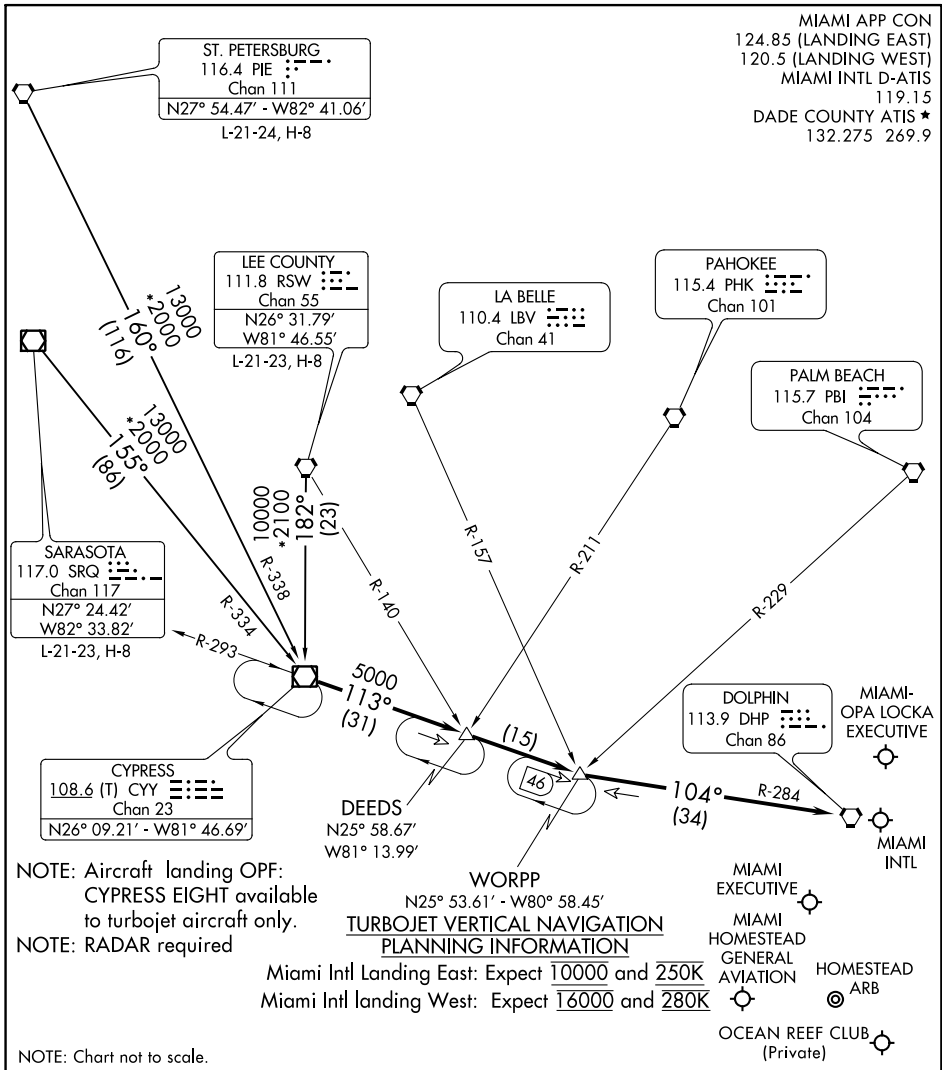 MIAMI APP CON
124.85 (LANDING EAST)
120.5 (LANDING WEST)
MIAMI INTL D-ATIS
119.15
DADE COUNTY ATIS ★
132.275 269.9
ST. PETERSBURG
116.4 PIE
Chan 111
N27° 54.47′ - W82° 41.06′
L-21-24, H-8
LEE COUNTY
111.8 RSW
Chan 55
N26° 31.79′
W81° 46.55′
L-21-23, H-8
LA BELLE
110.4 LBV
Chan 41
PAHOKEE
115.4 PHK
Chan 101
PALM BEACH
115.7 PBI
Chan 104
13000
*2000
160°
(116)
13000
*2000
155°
(86)
10000
*2100
182°
(23)
R-338
R-334
R-140
R-157
R-211
R-229
SARASOTA
117.0 SRQ
Chan 117
N27° 24.42′
W82° 33.82′
L-21-23, H-8
R-293
5000
113°
(31)
(15)
46
104°
(34)
R-284
DOLPHIN
113.9 DHP
Chan 86
MIAMI-
OPA LOCKA
EXECUTIVE
MIAMI
INTL
CYPRESS
108.6 (T) CYY
Chan 23
N26° 09.21′ - W81° 46.69′
DEEDS
N25° 58.67′
W81° 13.99′
WORPP
N25° 53.61′ - W80° 58.45′
NOTE: Aircraft landing OPF:
CYPRESS EIGHT available
to turbojet aircraft only.
NOTE: RADAR required
TURBOJET VERTICAL NAVIGATION
PLANNING INFORMATION
Miami Intl Landing East: Expect 10000 and 250K
Miami Intl landing West: Expect 16000 and 280K
MIAMI
EXECUTIVE
MIAMI
HOMESTEAD
GENERAL
AVIATION
HOMESTEAD
ARB
OCEAN REEF CLUB
(Private)
NOTE: Chart not to scale.